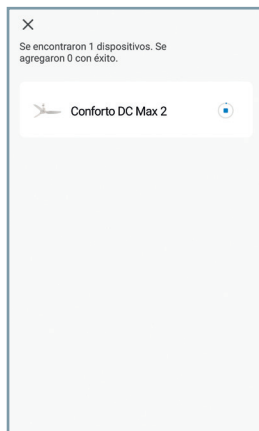 Se encontraron 1 dispositivos. Se
agregaron 0 con éxito.
Conforto DC Max 2